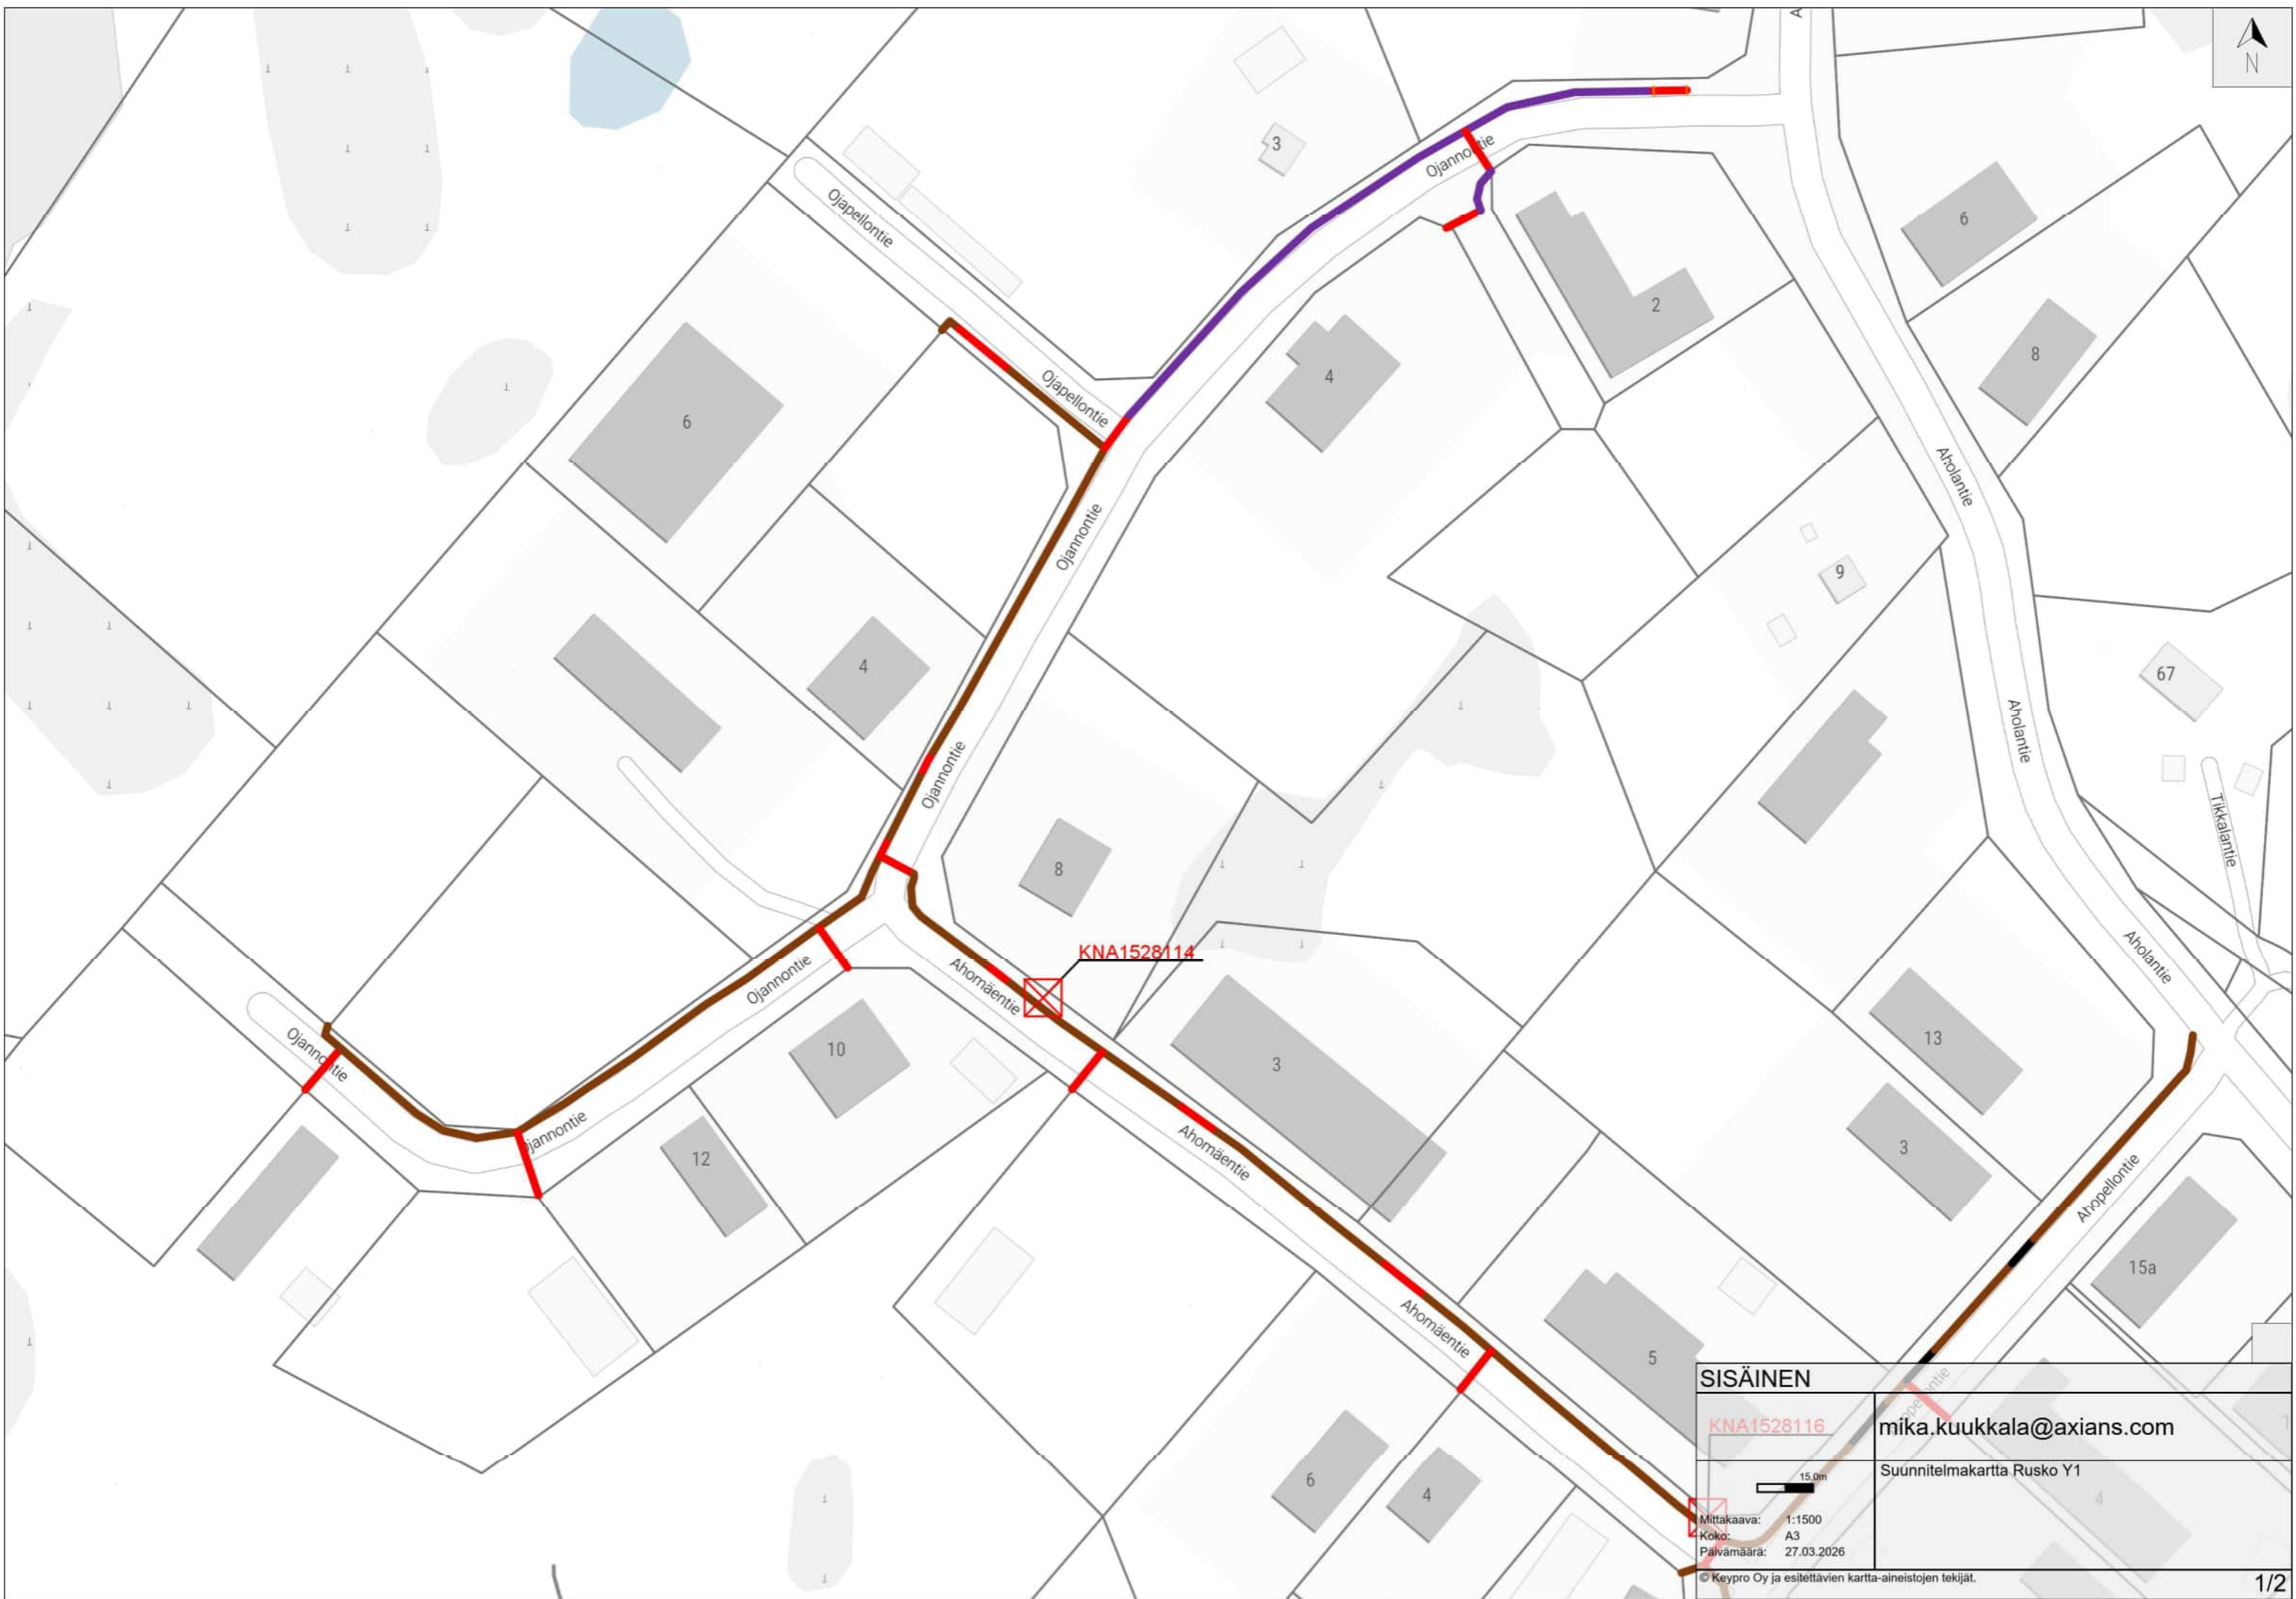 A
N
3
Ojannontie
Ojapellontie
6
2
8
4
Ojapellontie
6
Aholantie
Ojannontie
9
4
67
Aholantie
Ojannontie
Tikkalantie
8
KNA1528114
Aholantie
Ojannontie
Ahomäentie
Ojannontie
10
3
13
Ojannontie
12
Ahomäentie
3
Ahopellontie
15a
Ahomäentie
5
6
4
SISÄINEN
KNA1528116
mika.kuukkala@axians.com
15.0m
Suunnitelmakartta Rusko Y1
4
Mittakaava: 1:1500
Koko: A3
Päivämäärä: 27.03.2026
© Keypro Oy ja esitettävien kartta-aineistojen tekijät.
1/2